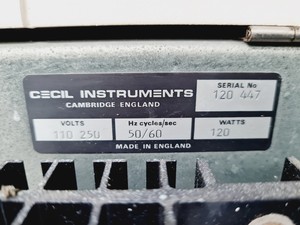 CECIL INSTRUMENTS
CAMBRIDGE ENGLAND
SERIAL No
120 447
VOLTS
110 250
Hz cycles/sec
50/60
WATTS
120
MADE IN ENGLAND